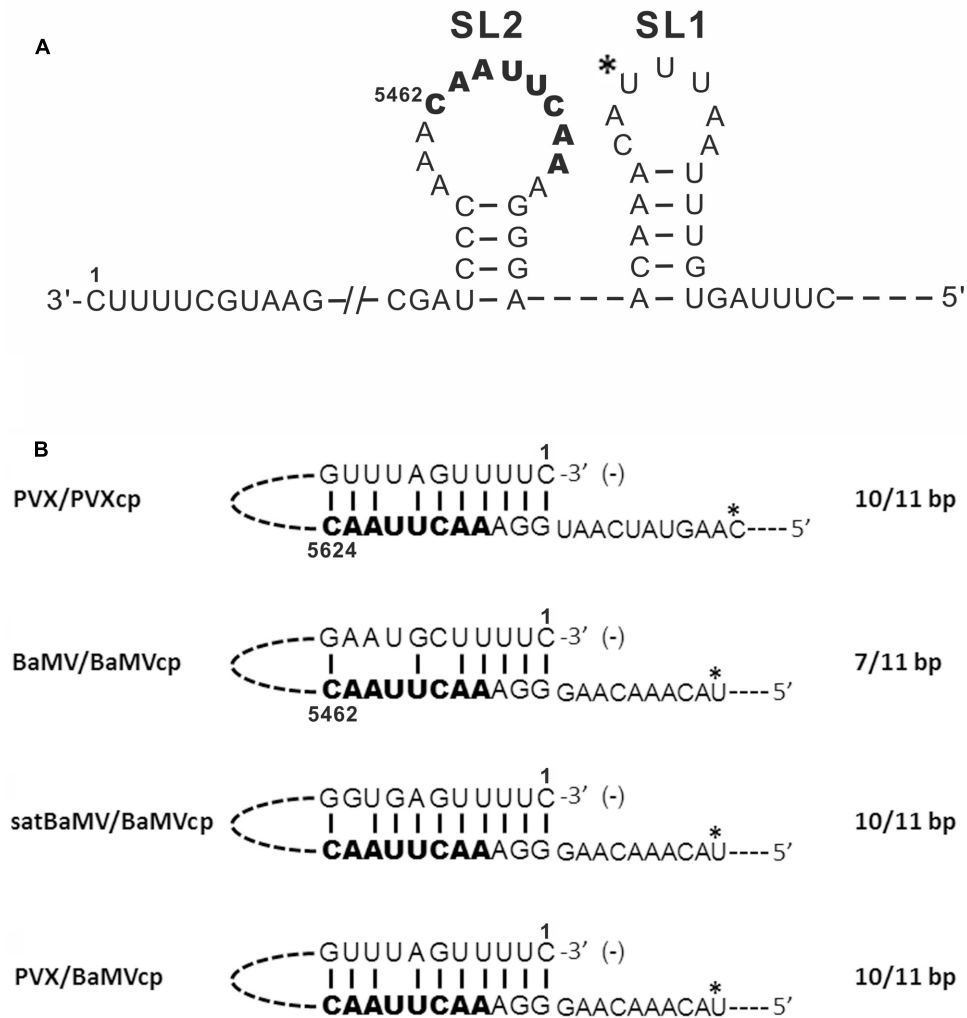 A
SL2 SL1
5462 C A A U U C A A A
A A A
* U U U A A
A C
A – U
A – U
A – U
C – G
C – G
C – G
C – G
1
3'-CUUUUCGUAAG–//– CGAU–A– – – –A – UGAUUUC– – – – –5'
B
1
GUUUAGUUUUC-3' (-)
PVX/PVXcp
10/11 bp
CAAUUCAAAGG UAACUAUGAAC*----5'
5624
1
GAAUGCUUUUC-3' (-)
BaMV/BaMVcp
7/11 bp
CAAUUCAAAGG GAACAAACAU*----5'
5462
1
GGUGAGUUUUC-3' (-)
satBaMV/BaMVcp
10/11 bp
CAAUUCAAAGG GAACAAACAU*----5'
1
GUUUAGUUUUC-3' (-)
PVX/BaMVcp
10/11 bp
CAAUUCAAAGG GAACAAACAU*----5'